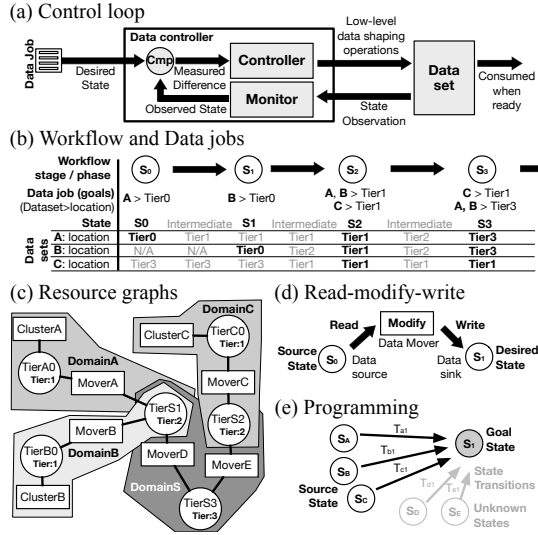 (a) Control loop
Data Job
Desired
State
Data controller
Cmp
Measured
Difference
Observed State
Controller
Monitor
Low-level
data shaping
operations
State
Observation
Data
set
Consumed
when
ready
(b) Workflow and Data jobs
Workflow
stage / phase
S0 S1 S2 S3
Data job (goals)
(Dataset>location)
A > Tier0
B > Tier0
A, B > Tier1
C > Tier1
C > Tier1
A, B > Tier3
Data
sets
State S0 Intermediate S1 Intermediate S2 Intermediate S3
A: location Tier0 Tier1 Tier1 Tier1 Tier1 Tier2 Tier3
B: location N/A N/A Tier0 Tier2 Tier1 Tier2 Tier3
C: location Tier3 Tier3 Tier3 Tier1 Tier1 Tier1 Tier1
(c) Resource graphs
ClusterA
TierA0
Tier:1
DomainA
MoverA
DomainC
ClusterC
TierC0
Tier:1
MoverC
TierS1
Tier:2
TierS2
Tier:2
MoverB
TierB0
Tier:1
DomainB
ClusterB
MoverD
MoverE
DomainS
TierS3
Tier:3
(d) Read-modify-write
Read
Modify
Write
Data Mover
Source
State
S0
Data
source
Data
sink
S1
Desired
State
(e) Programming
SA
Ta1
SB
Tb1
Source
State
SC
Tc1
S1
Goal
State
Td1
Te1
State
Transitions
SD
SE
Unknown
States